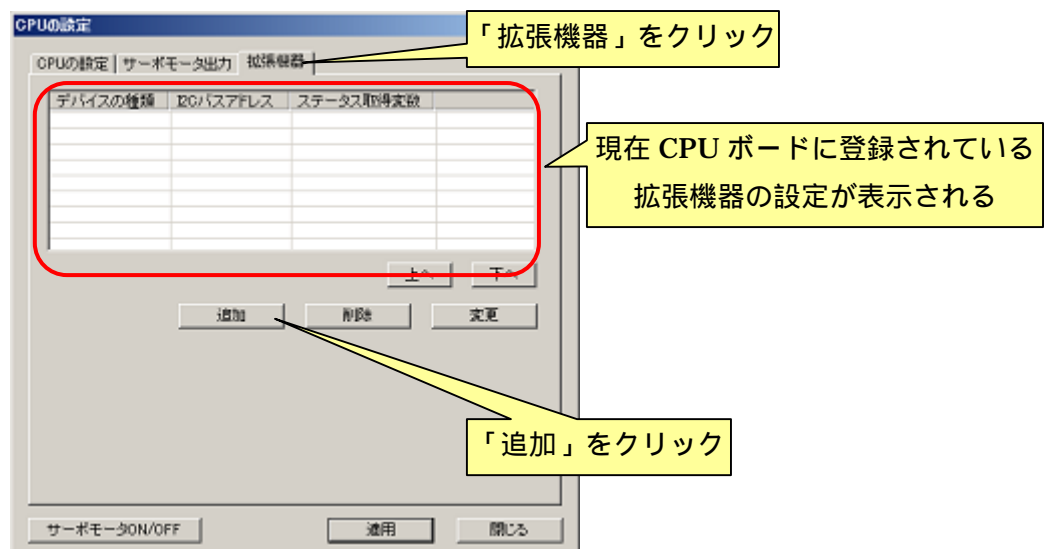 CPUの設定
「拡張機器」をクリック
CPUの設定 サーボモータ出力 拡張機器
デバイスの種類 I2Cバスアドレス ステータス取得変数
現在 CPU ボードに登録されている
拡張機器の設定が表示される
上へ 下へ
追加 削除 変更
「追加」をクリック
サーボモータON/OFF 適用 閉じる